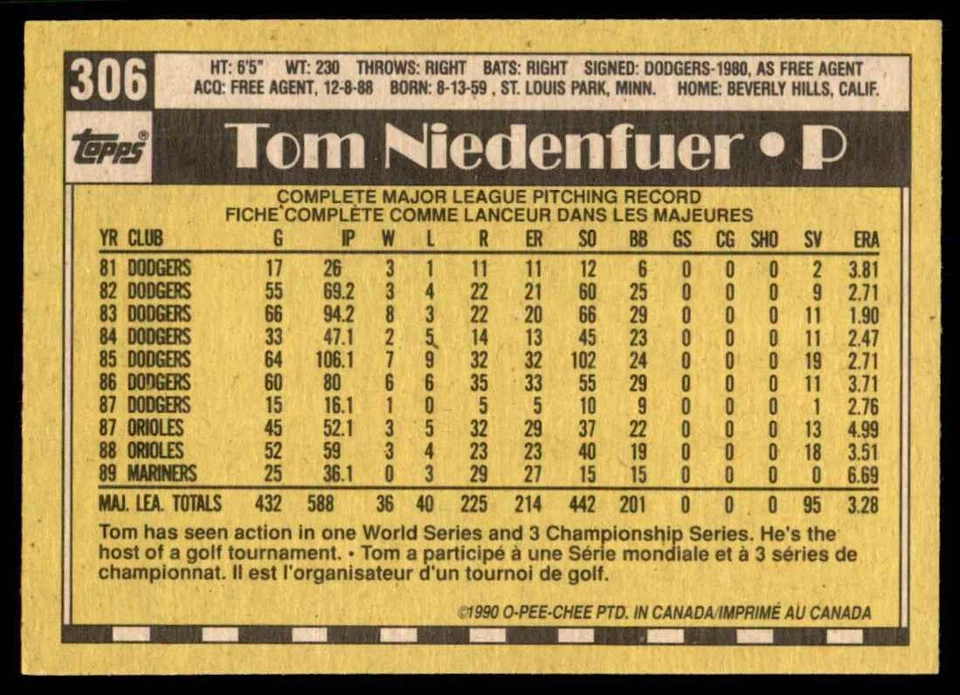 306
HT: 6'5" WT: 230 THROWS: RIGHT BATS: RIGHT SIGNED: DODGERS-1980, AS FREE AGENT
ACQ: FREE AGENT, 12-8-88 BORN: 8-13-59 , ST. LOUIS PARK, MINN. HOME: BEVERLY HILLS, CALIF.
TOPPS®
Tom Niedenfuer • P
COMPLETE MAJOR LEAGUE PITCHING RECORD
FICHE COMPLÈTE COMME LANCEUR DANS LES MAJEURES
YR CLUB G IP W L R ER SO BB GS CG SHO SV ERA
81 DODGERS 17 26 3 1 11 11 12 6 0 0 0 2 3.81
82 DODGERS 55 69.2 3 4 22 21 60 25 0 0 0 9 2.71
83 DODGERS 66 94.2 8 3 22 20 66 29 0 0 0 11 1.90
84 DODGERS 33 47.1 2 5 14 13 45 23 0 0 0 11 2.47
85 DODGERS 64 106.1 7 9 32 32 102 24 0 0 0 19 2.71
86 DODGERS 60 80 6 6 35 33 55 29 0 0 0 11 3.71
87 DODGERS 15 16.1 1 0 5 5 10 9 0 0 0 1 2.76
87 ORIOLES 45 52.1 3 5 32 29 37 22 0 0 0 13 4.99
88 ORIOLES 52 59 3 4 23 23 40 19 0 0 0 18 3.51
89 MARINERS 25 36.1 0 3 29 27 15 15 0 0 0 0 6.69
MAJ. LEA. TOTALS 432 588 36 40 225 214 442 201 0 0 0 95 3.28
Tom has seen action in one World Series and 3 Championship Series. He's the
host of a golf tournament. • Tom a participé à une Série mondiale et à 3 séries de
championnat. Il est l'organisateur d'un tournoi de golf.
©1990 O-PEE-CHEE PTD. IN CANADA/IMPRIMÉ AU CANADA